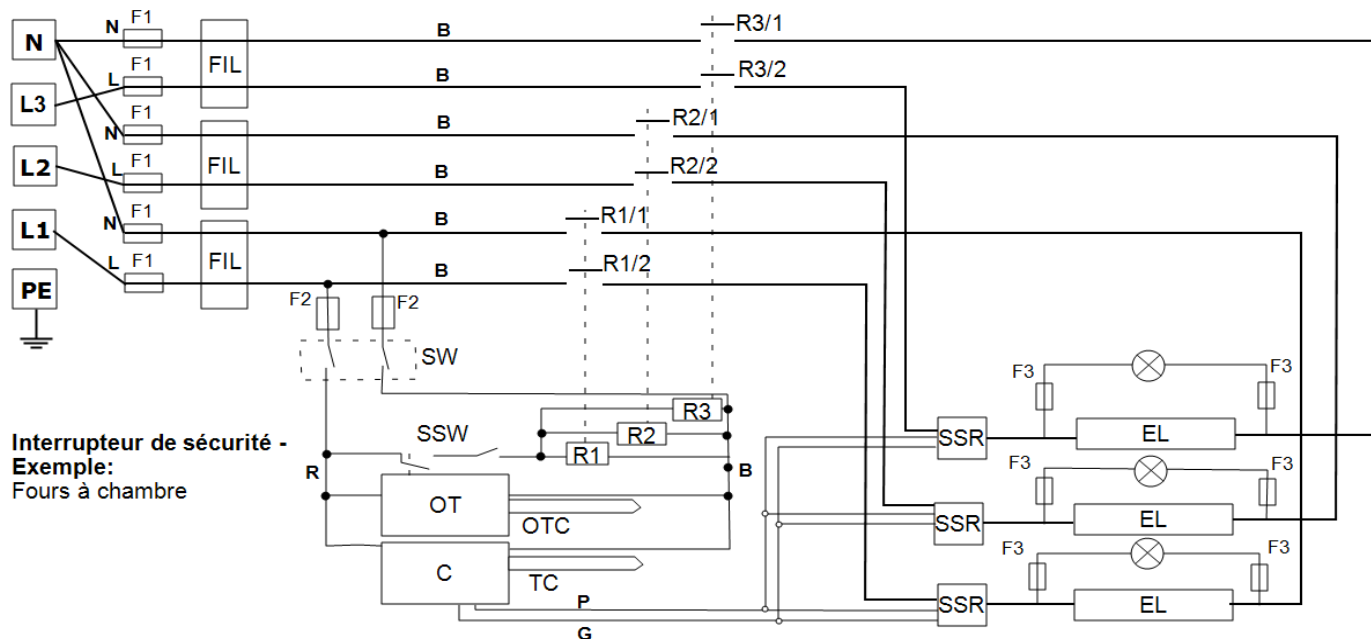 N
L3
L2
L1
PE
N F1
L F1
FIL
B
B
R3/1
R3/2
N F1
L F1
FIL
B
B
R2/1
R2/2
N F1
L F1
FIL
B
B
R1/1
R1/2
F2
F2
SW
Interrupteur de sécurité -
Exemple:
Fours à chambre
SSW
R
R3
R2
R1
B
OT
OTC
C
TC
P
G
F3
F3
SSR
EL
F3
F3
SSR
EL
F3
F3
SSR
EL